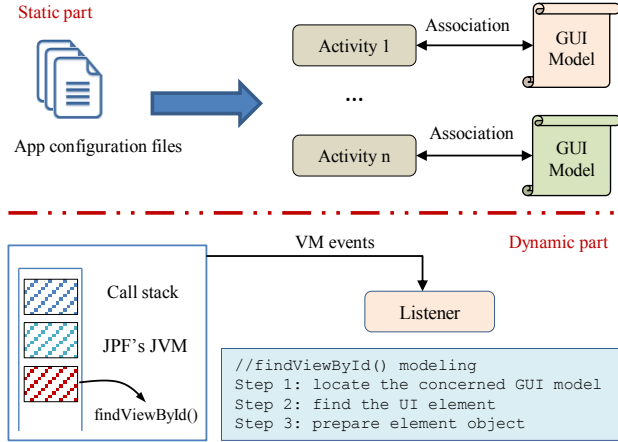 Static part
App configuration files
Activity 1
Association
GUI
Model
...
Activity n
Association
GUI
Model
Dynamic part
VM events
Call stack
JPF's JVM
findViewById()
Listener
//findViewById() modeling
Step 1: locate the concerned GUI model
Step 2: find the UI element
Step 3: prepare element object